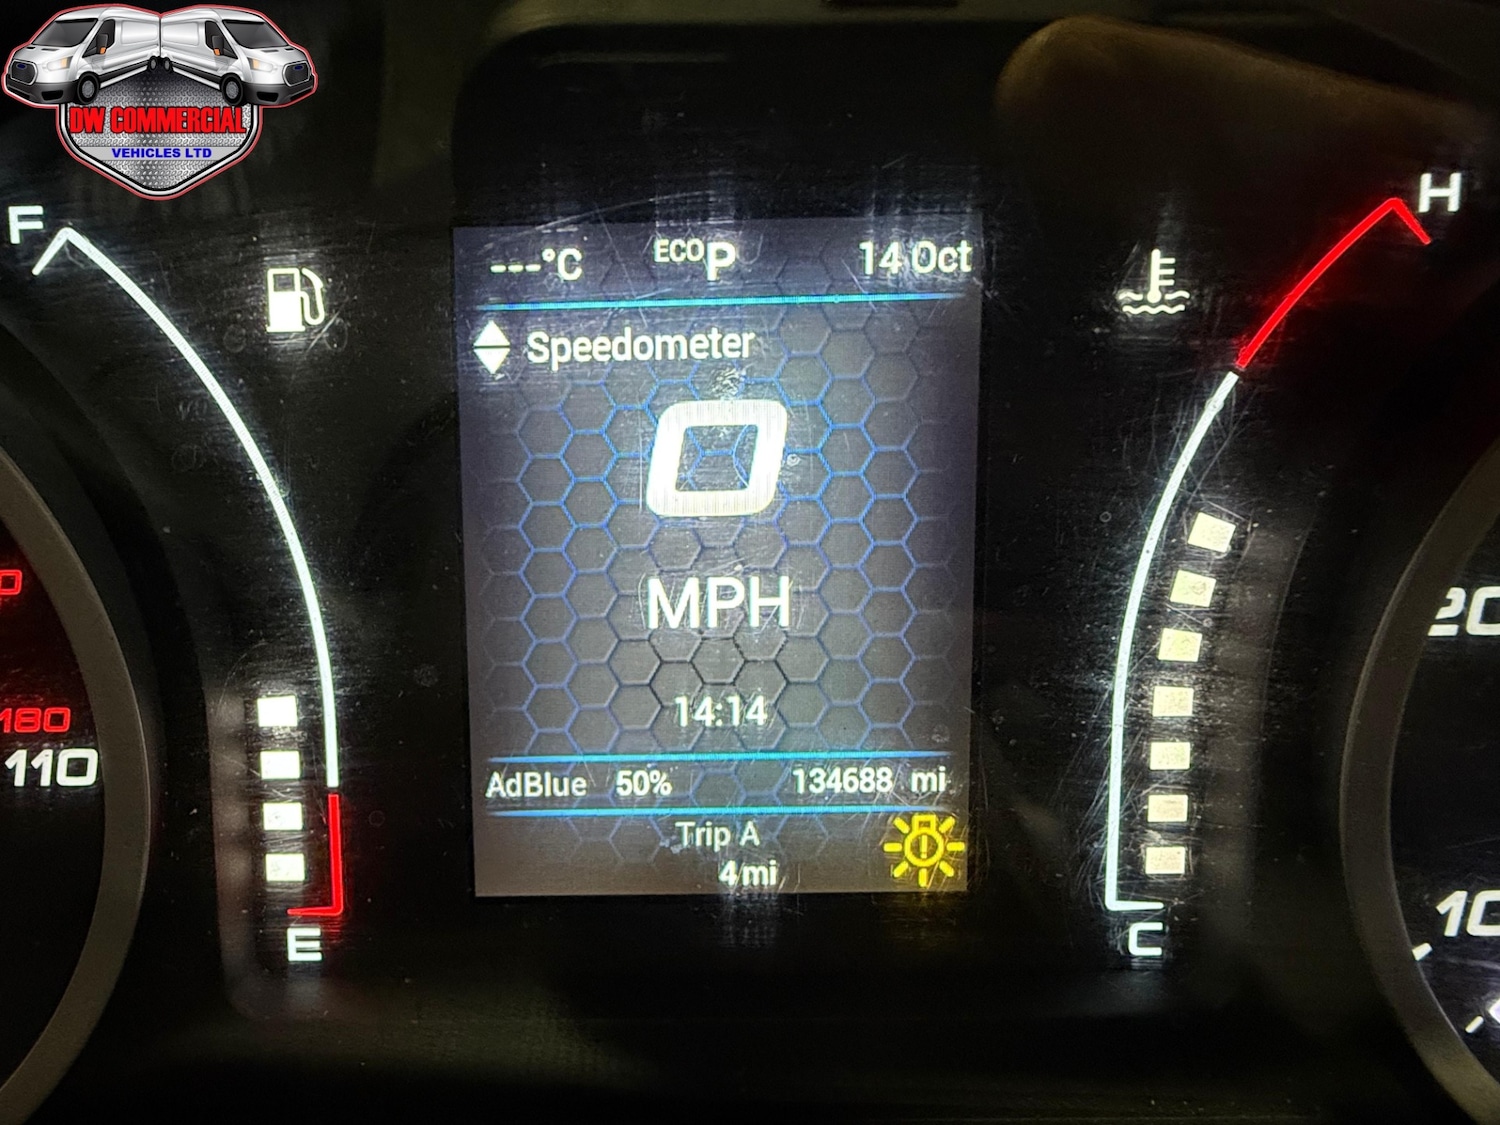 DW COMMERCIAL
VEHICLES LTD
F
H
---°C ECO P 14 Oct
Speedometer
0
MPH
14:14
AdBlue 50% 134688 mi
Trip A
4 mi
E
C
180
110
20
10